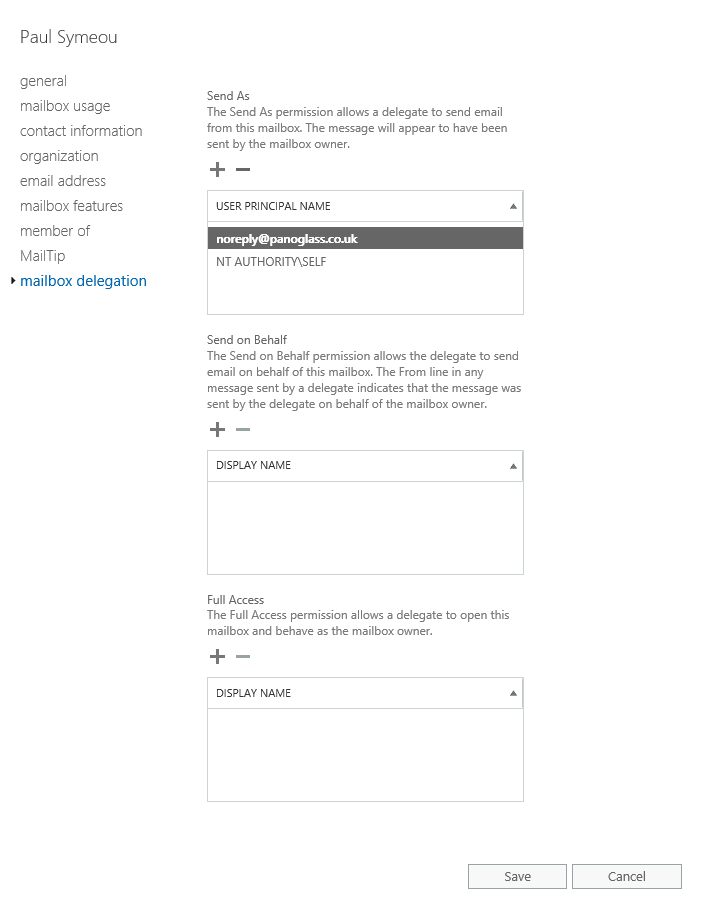 Paul Symeou
general
mailbox usage
contact information
organization
email address
mailbox features
member of
MailTip
mailbox delegation
Send As
The Send As permission allows a delegate to send email
from this mailbox. The message will appear to have been
sent by the mailbox owner.
USER PRINCIPAL NAME
noreply@panoglass.co.uk
NT AUTHORITY\SELF
Send on Behalf
The Send on Behalf permission allows the delegate to send
email on behalf of this mailbox. The From line in any
message sent by a delegate indicates that the message was
sent by the delegate on behalf of the mailbox owner.
DISPLAY NAME
Full Access
The Full Access permission allows a delegate to open this
mailbox and behave as the mailbox owner.
DISPLAY NAME
Save
Cancel